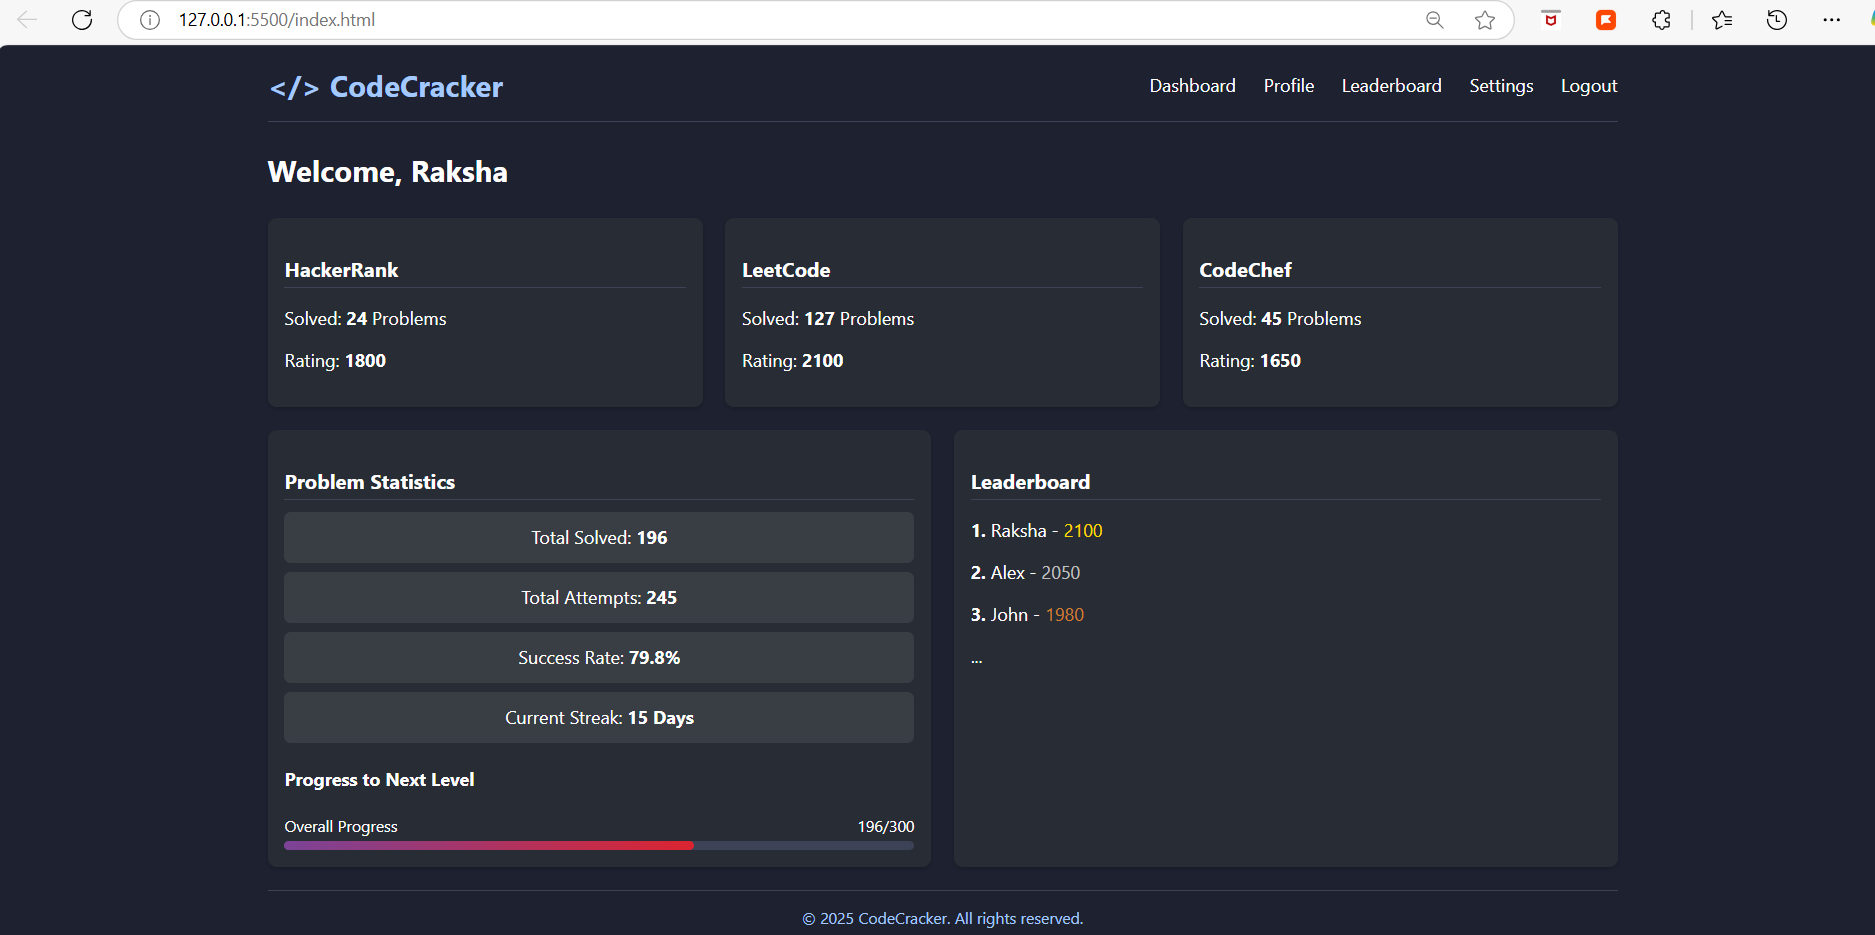 127.0.0.1:5500/index.html
</> CodeCracker
Dashboard Profile Leaderboard Settings Logout
Welcome, Raksha
HackerRank
Solved: 24 Problems
Rating: 1800
LeetCode
Solved: 127 Problems
Rating: 2100
CodeChef
Solved: 45 Problems
Rating: 1650
Problem Statistics
Total Solved: 196
Total Attempts: 245
Success Rate: 79.8%
Current Streak: 15 Days
Progress to Next Level
Overall Progress 196/300
Leaderboard
1. Raksha - 2100
2. Alex - 2050
3. John - 1980
...
© 2025 CodeCracker. All rights reserved.